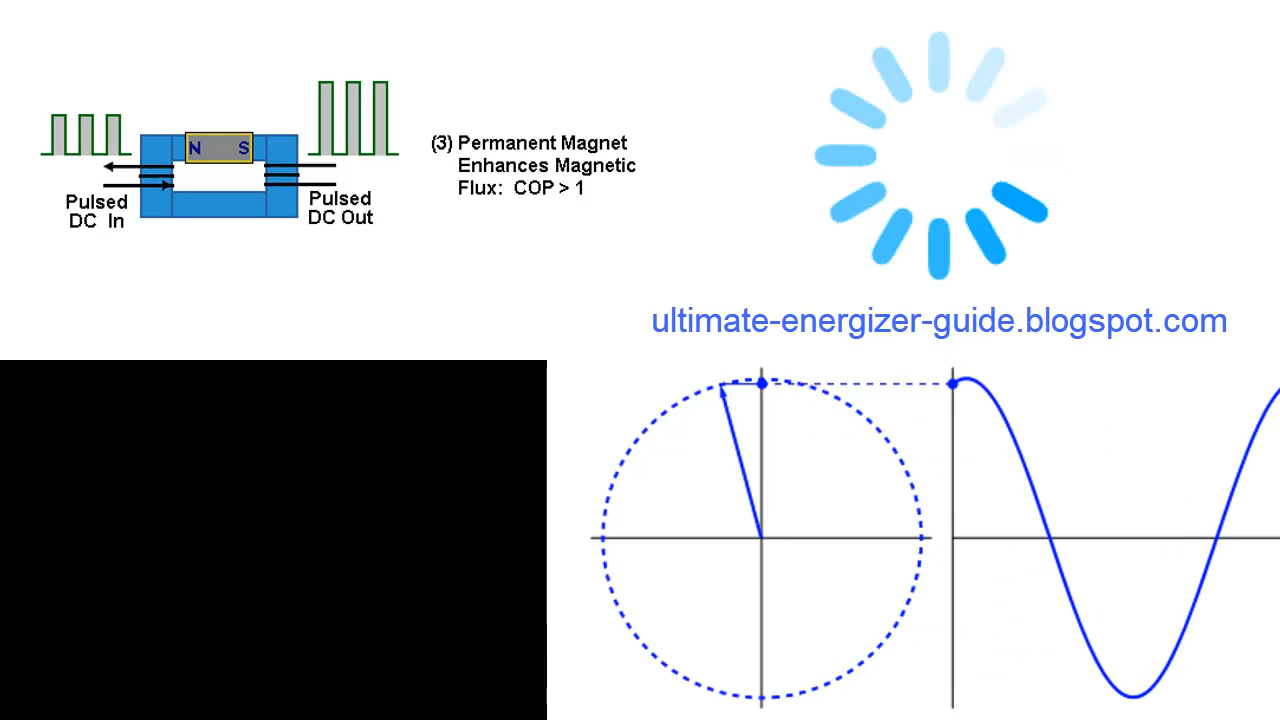 N S
(3) Permanent Magnet
Enhances Magnetic
Flux: COP > 1
Pulsed
DC In
Pulsed
DC Out
ultimate-energizer-guide.blogspot.com